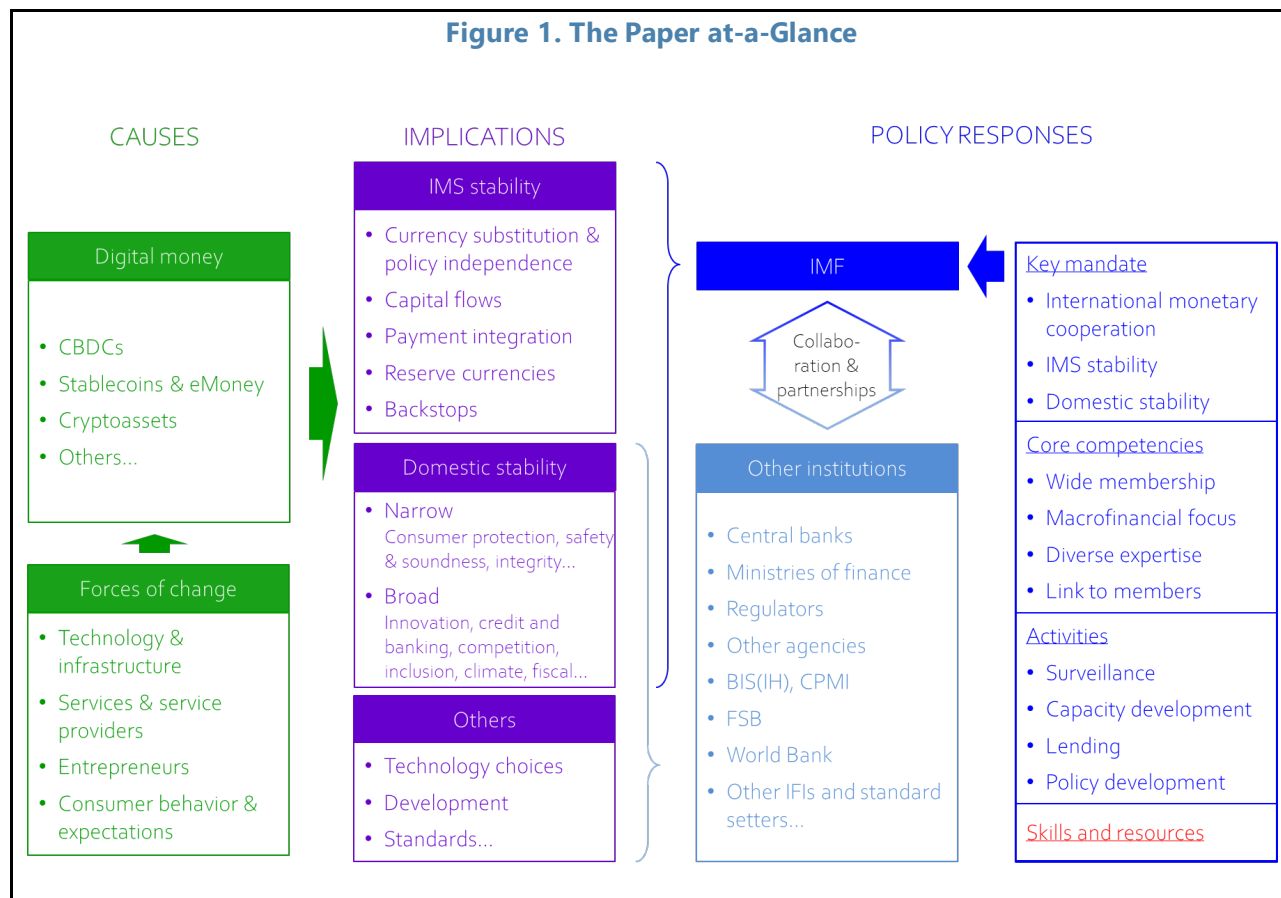 Figure 1. The Paper at-a-Glance
CAUSES
IMPLICATIONS
POLICY RESPONSES
Digital money
• CBDCs
• Stablecoins & eMoney
• Cryptoassets
• Others...
Forces of change
• Technology &
infrastructure
• Services & service
providers
• Entrepreneurs
• Consumer behavior &
expectations
IMS stability
• Currency substitution &
policy independence
• Capital flows
• Payment integration
• Reserve currencies
• Backstops
Domestic stability
• Narrow
Consumer protection, safety
& soundness, integrity...
• Broad
Innovation, credit and
banking, competition,
inclusion, climate, fiscal...
Others
• Technology choices
• Development
• Standards...
IMF
Collabo-
ration &
partnerships
Other institutions
• Central banks
• Ministries of finance
• Regulators
• Other agencies
• BIS(IH), CPMI
• FSB
• World Bank
• Other IFIs and standard
setters...
Key mandate
• International monetary
cooperation
• IMS stability
• Domestic stability
Core competencies
• Wide membership
• Macrofinancial focus
• Diverse expertise
• Link to members
Activities
• Surveillance
• Capacity development
• Lending
• Policy development
Skills and resources